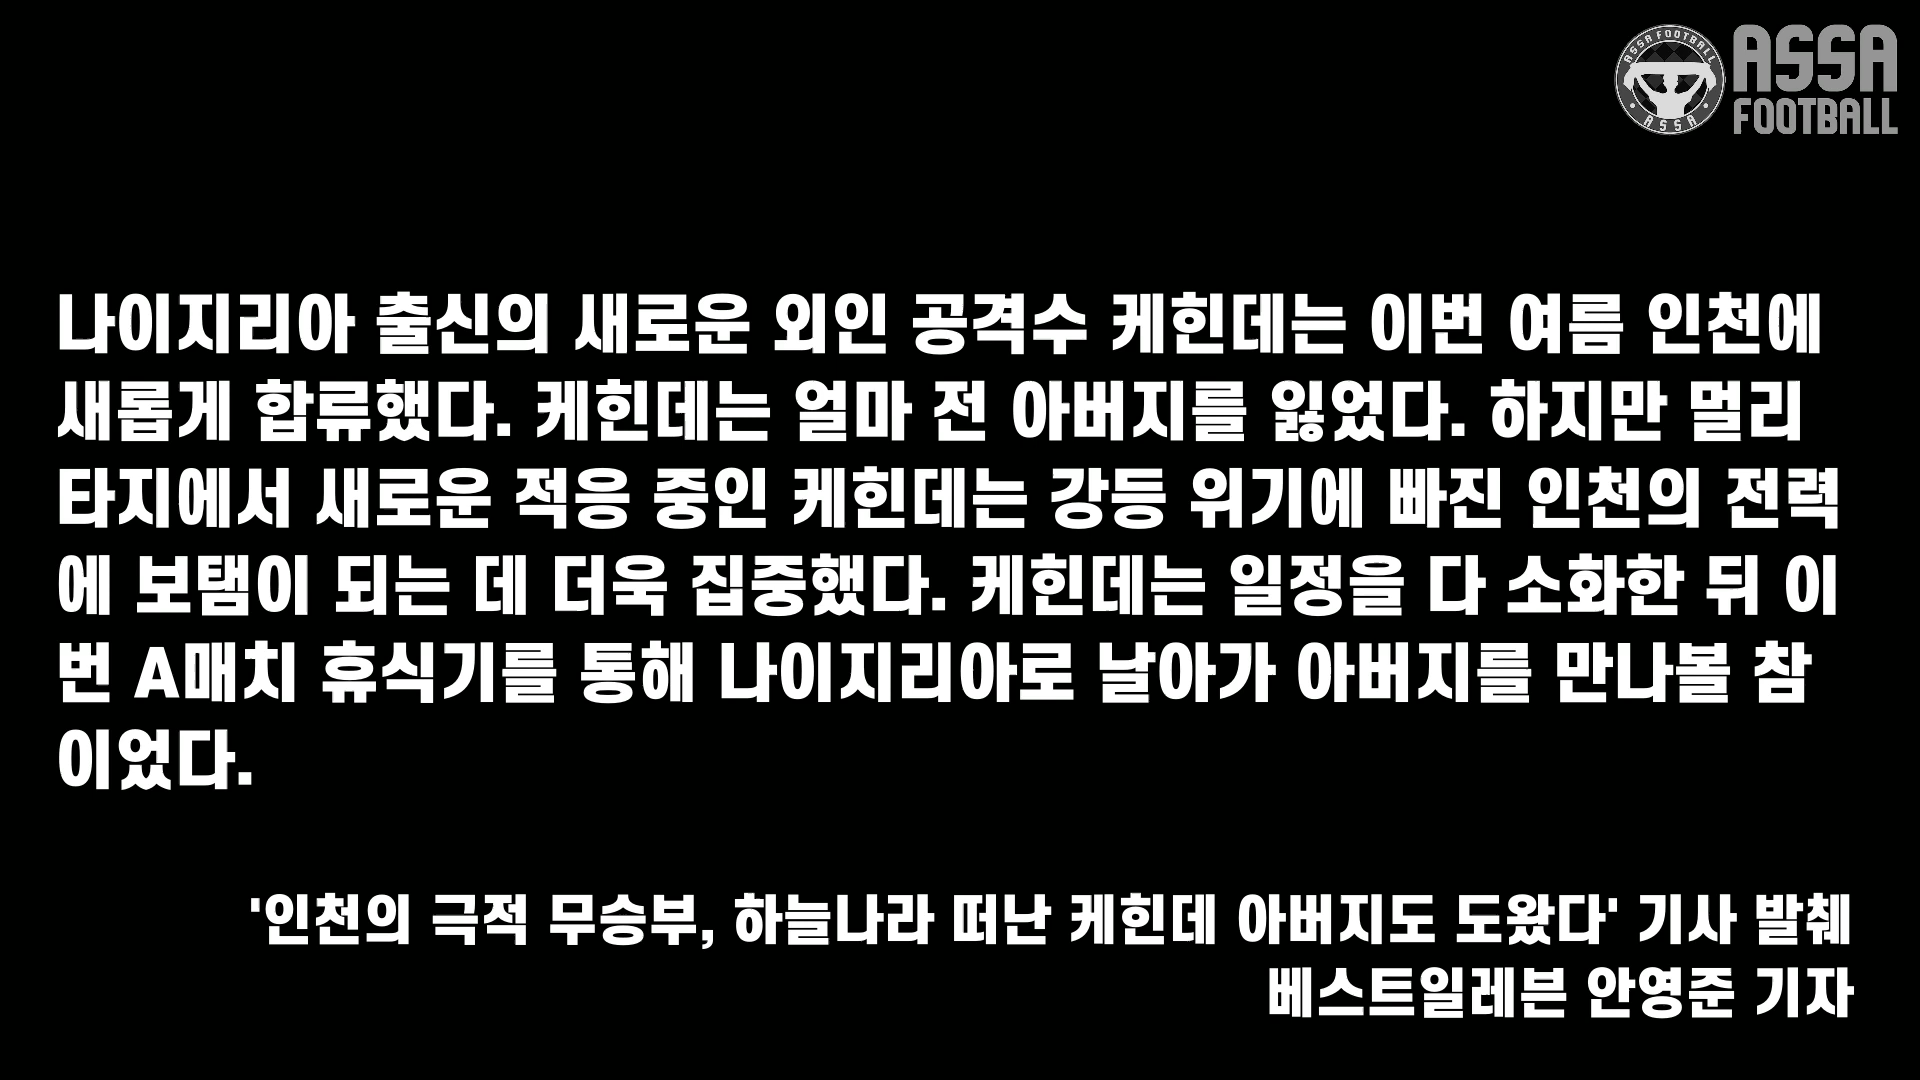 ASSA FOOTBALL
ASSA
ASSA
FOOTBALL
나이지리아 출신의 새로운 외인 공격수 케힌데는 이번 여름 인천에
새롭게 합류했다. 케힌데는 얼마 전 아버지를 잃었다. 하지만 멀리
타지에서 새로운 적응 중인 케힌데는 강등 위기에 빠진 인천의 전력
에 보탬이 되는 데 더욱 집중했다. 케힌데는 일정을 다 소화한 뒤 이
번 A매치 휴식기를 통해 나이지리아로 날아가 아버지를 만나볼 참
이었다.
'인천의 극적 무승부, 하늘나라 떠난 케힌데 아버지도 도왔다' 기사 발췌
베스트일레븐 안영준 기자